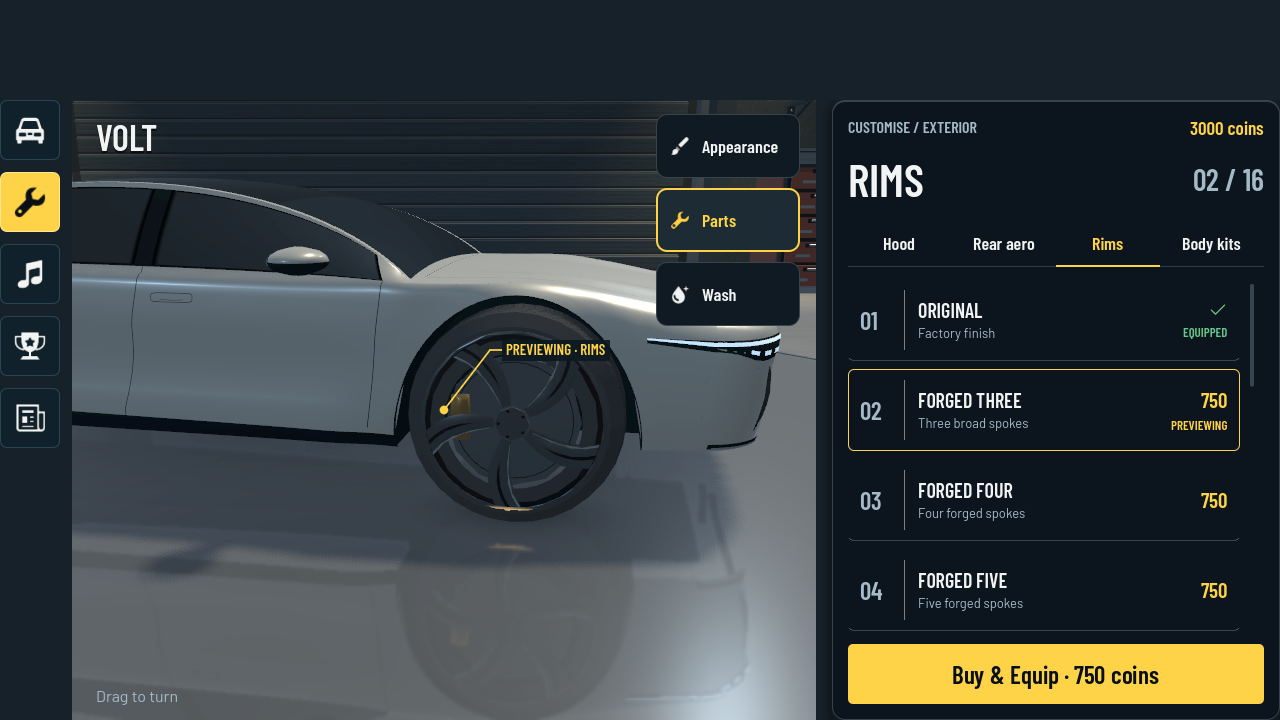 VOLT
Appearance
Parts
Wash
PREVIEWING · RIMS
Drag to turn
CUSTOMISE / EXTERIOR
3000 coins
RIMS
02 / 16
Hood
Rear aero
Rims
Body kits
01
ORIGINAL
Factory finish
EQUIPPED
02
FORGED THREE
Three broad spokes
750
PREVIEWING
03
FORGED FOUR
Four forged spokes
750
04
FORGED FIVE
Five forged spokes
750
Buy & Equip · 750 coins